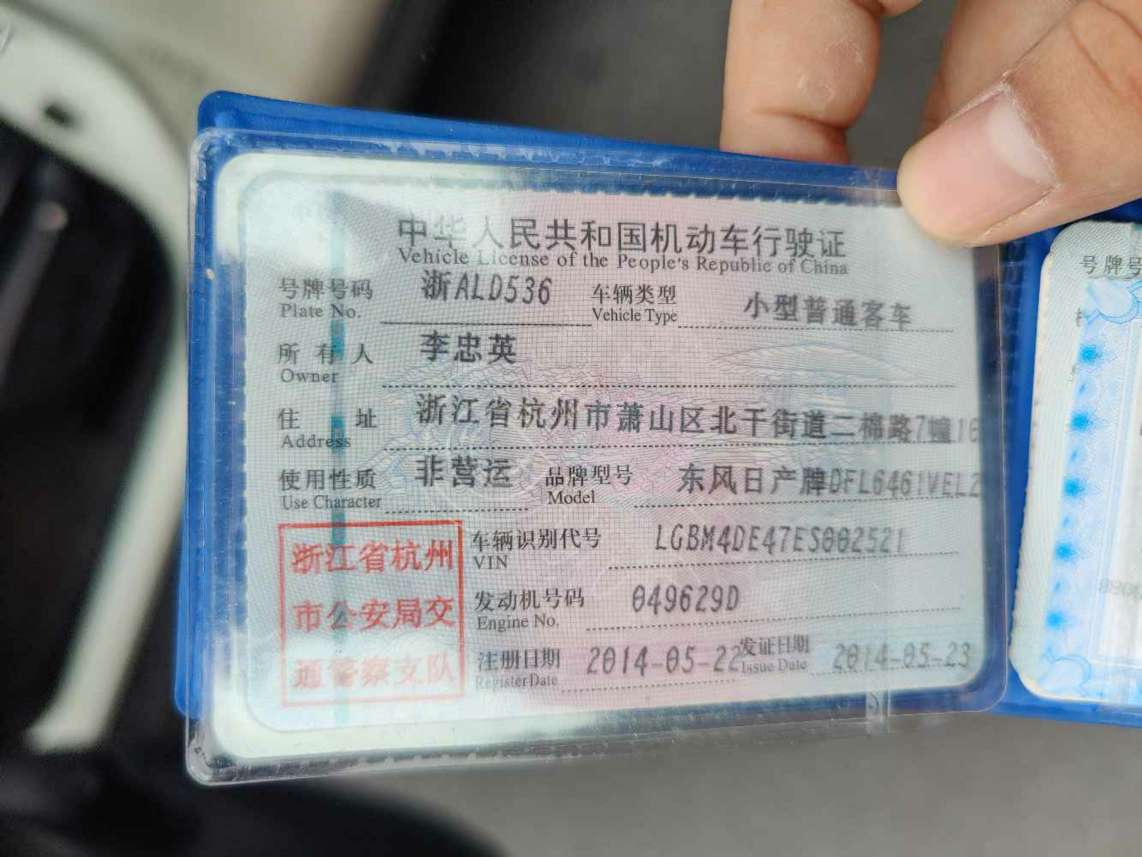 中华人民共和国机动车行驶证
Vehicle License of the People's Republic of China
号牌号码 浙ALD536 车辆类型 小型普通客车
Plate No. Vehicle Type
所有人 李忠英
Owner
住址 浙江省杭州市萧山区北干街道二棉路7幢16
Address
使用性质 非营运 品牌型号 东风日产牌DFL6461VEL2
Use Character Model
浙江省杭州
市公安局交
通警察支队
车辆识别代号 LGBM4DE47ES002521
VIN
发动机号码 049629D
Engine No.
注册日期 2014-05-22 发证日期 2014-05-23
Register Date Issue Date
号牌号